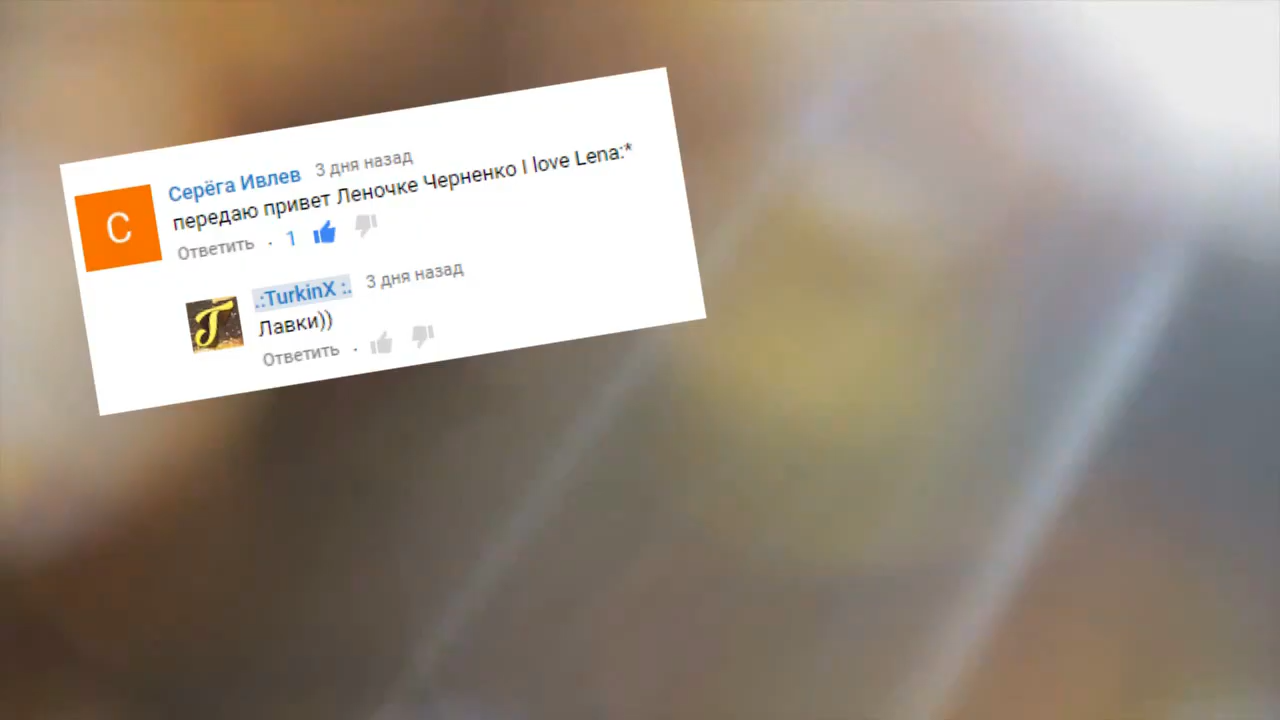 Серёга Ивлев 3 дня назад
передаю привет Леночке Черненко I love Lena:*
Ответить · 1
C
.:TurkinX :. 3 дня назад
Лавки))
Ответить ·
T